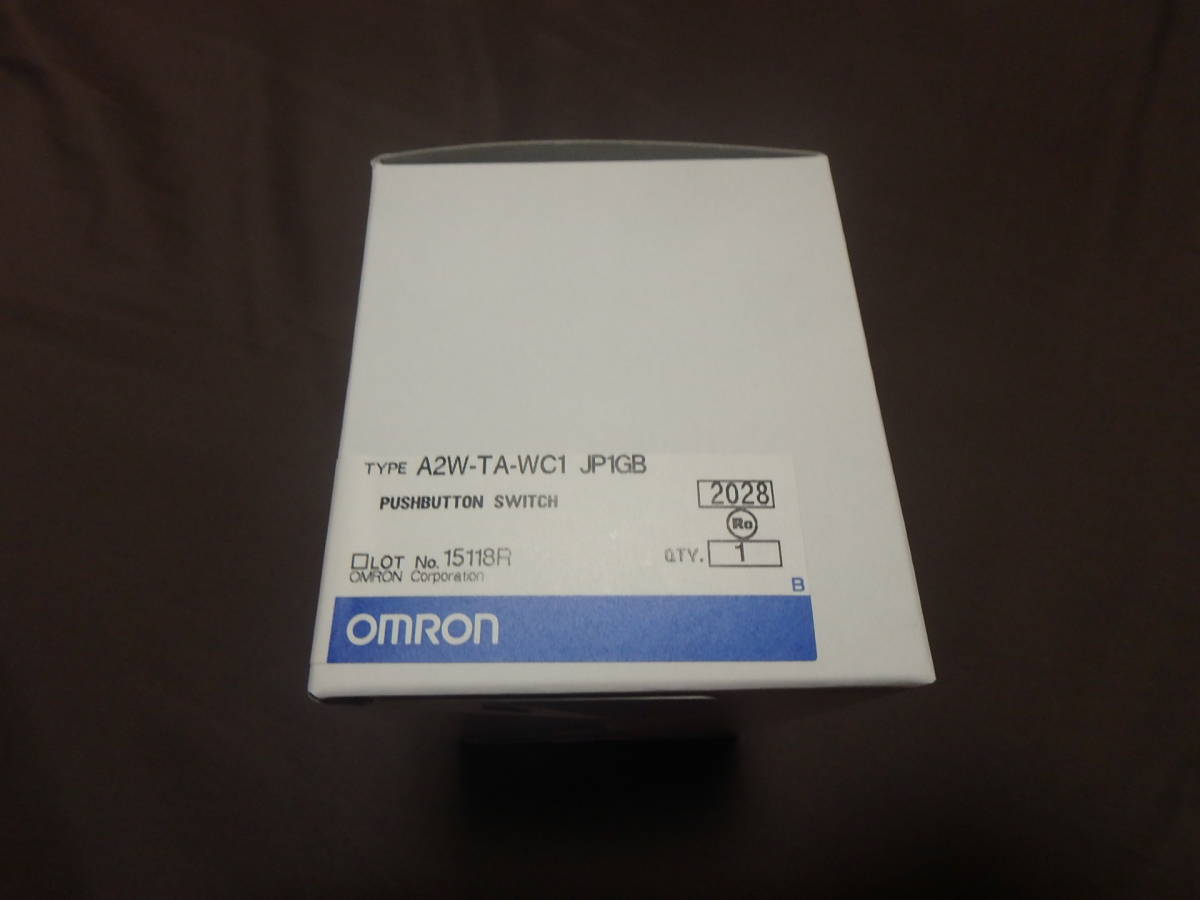 TYPE A2W-TA-WC1 JP1GB
PUSHBUTTON SWITCH
2028
Ro
LOT No. 15118R
QTY. 1
OMRON Corporation
B
OMRON